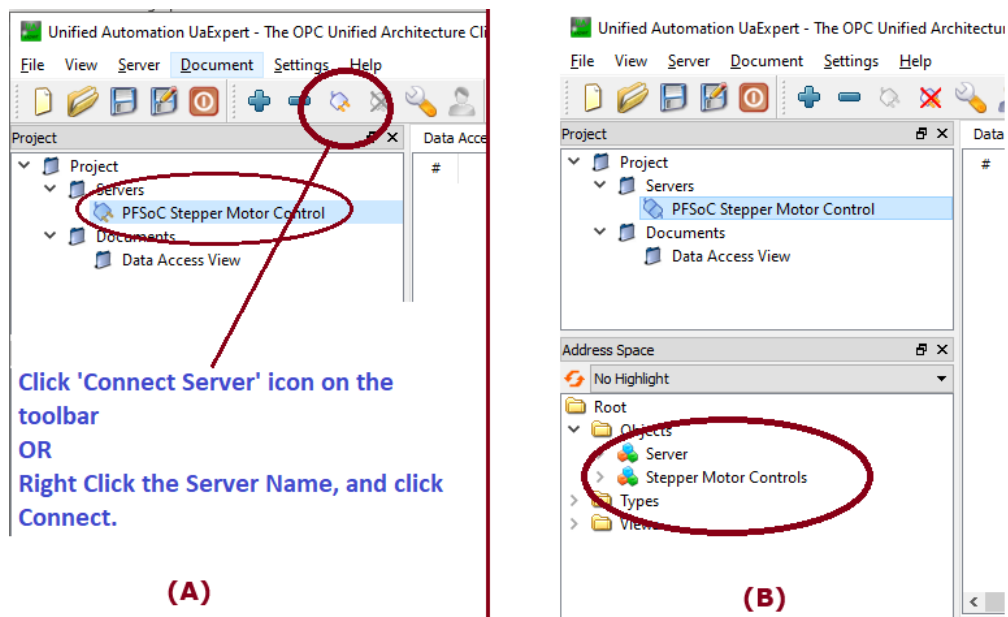 Unified Automation UaExpert - The OPC Unified Architecture Cli
File View Server Document Settings Help
Project
Data Acce
#
Project
Servers
PFSoC Stepper Motor Control
Documents
Data Access View
Click 'Connect Server' icon on the
toolbar
OR
Right Click the Server Name, and click
Connect.
(A)
Unified Automation UaExpert - The OPC Unified Architectur
File View Server Document Settings Help
Project
Data
#
Project
Servers
PFSoC Stepper Motor Control
Documents
Data Access View
Address Space
No Highlight
Root
Objects
Server
Stepper Motor Controls
Types
Views
(B)